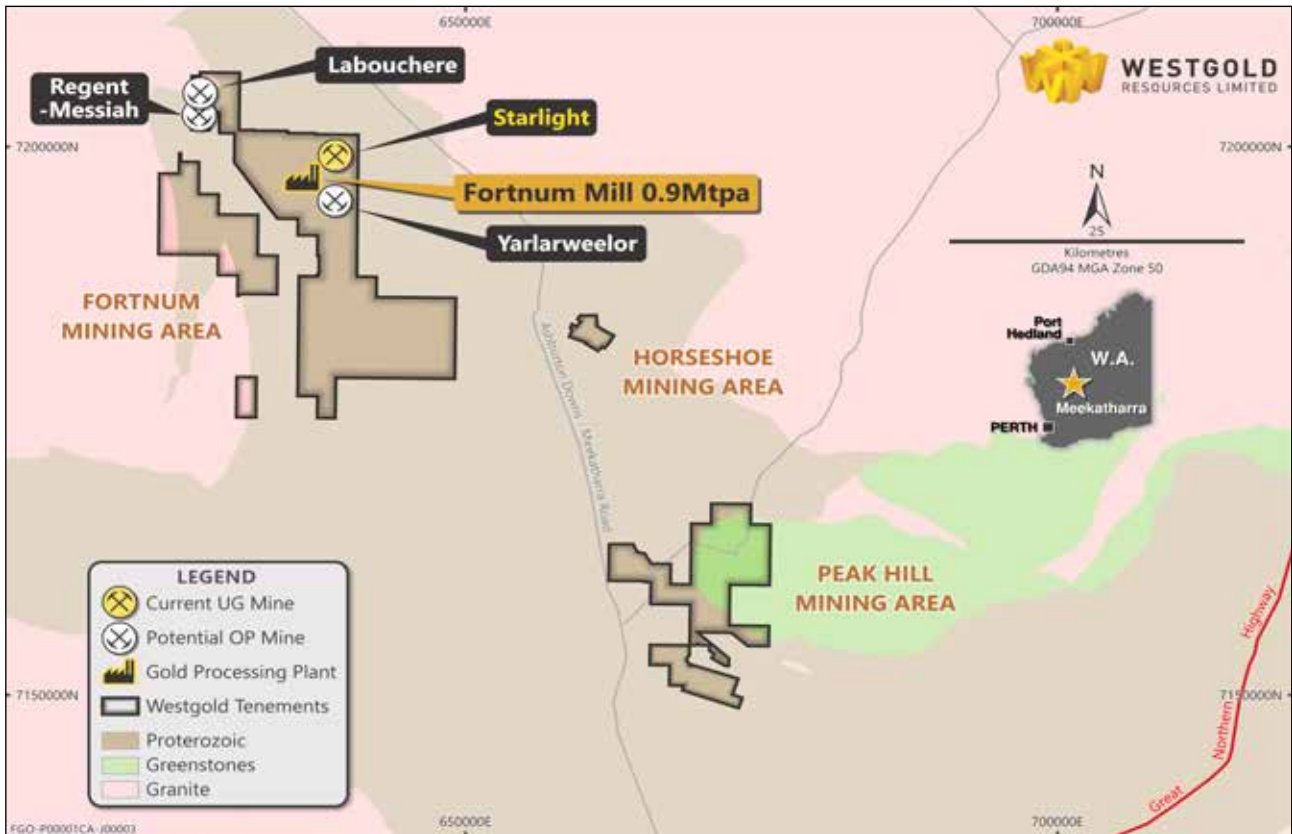 650000E
700000E
WESTGOLD
RESOURCES LIMITED
Labouchere
Regent
-Messiah
Starlight
7200000N
7200000N
Fortnum Mill 0.9Mtpa
N
25
Kilometres
GDA94 MGA Zone 50
Yarlarweelor
FORTNUM
MINING AREA
Port
Hedland
W.A.
Meekatharra
PERTH
Ashburton Downs - Meekatharra Road
HORSESHOE
MINING AREA
PEAK HILL
MINING AREA
LEGEND
Current UG Mine
Potential OP Mine
Gold Processing Plant
Westgold Tenements
Proterozoic
Greenstones
Granite
7150000N
7150000N
Great Northern Highway
650000E
700000E
FGO-P00001CA-J00003